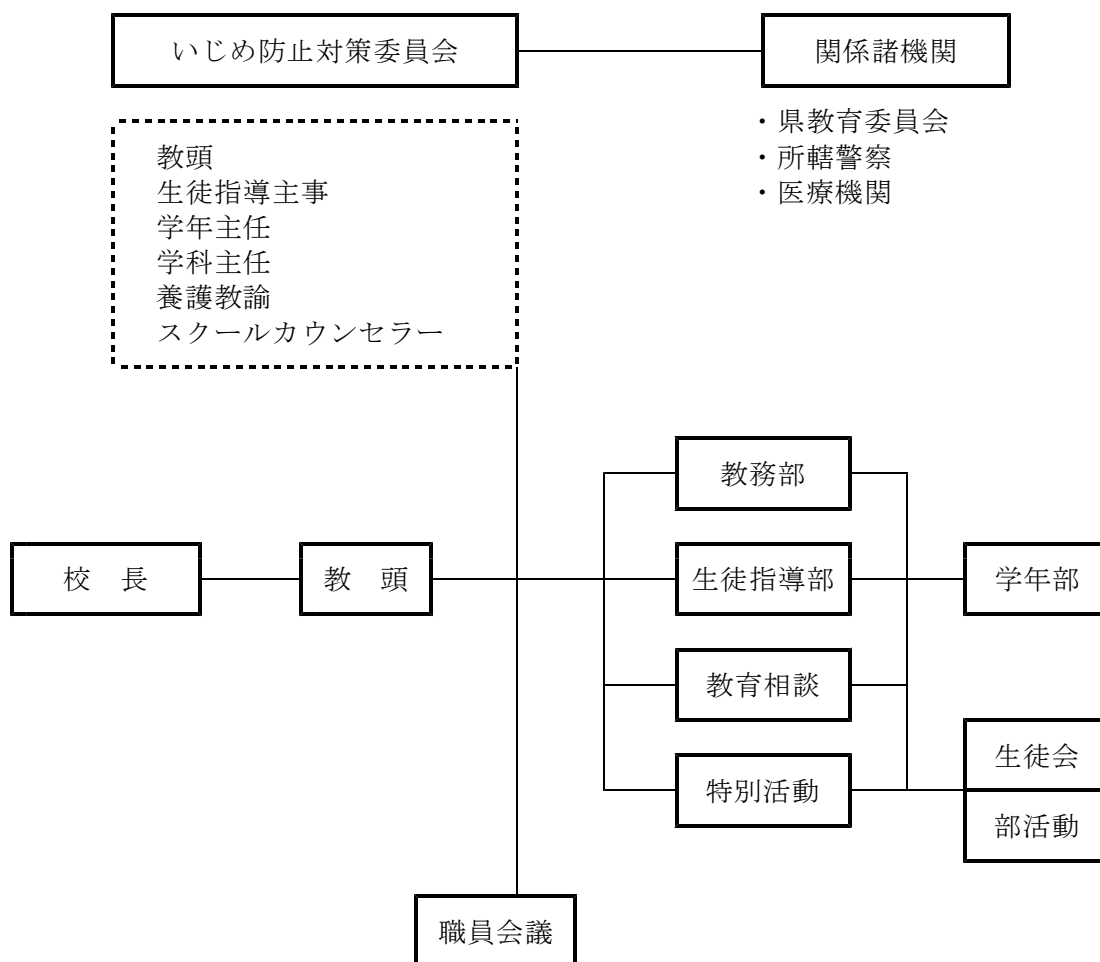 いじめ防止対策委員会
関係諸機関
・県教育委員会
・所轄警察
・医療機関
教頭
生徒指導主事
学年主任
学科主任
養護教諭
スクールカウンセラー
教務部
校　長
教　頭
生徒指導部
学年部
教育相談
生徒会
特別活動
部活動
職員会議